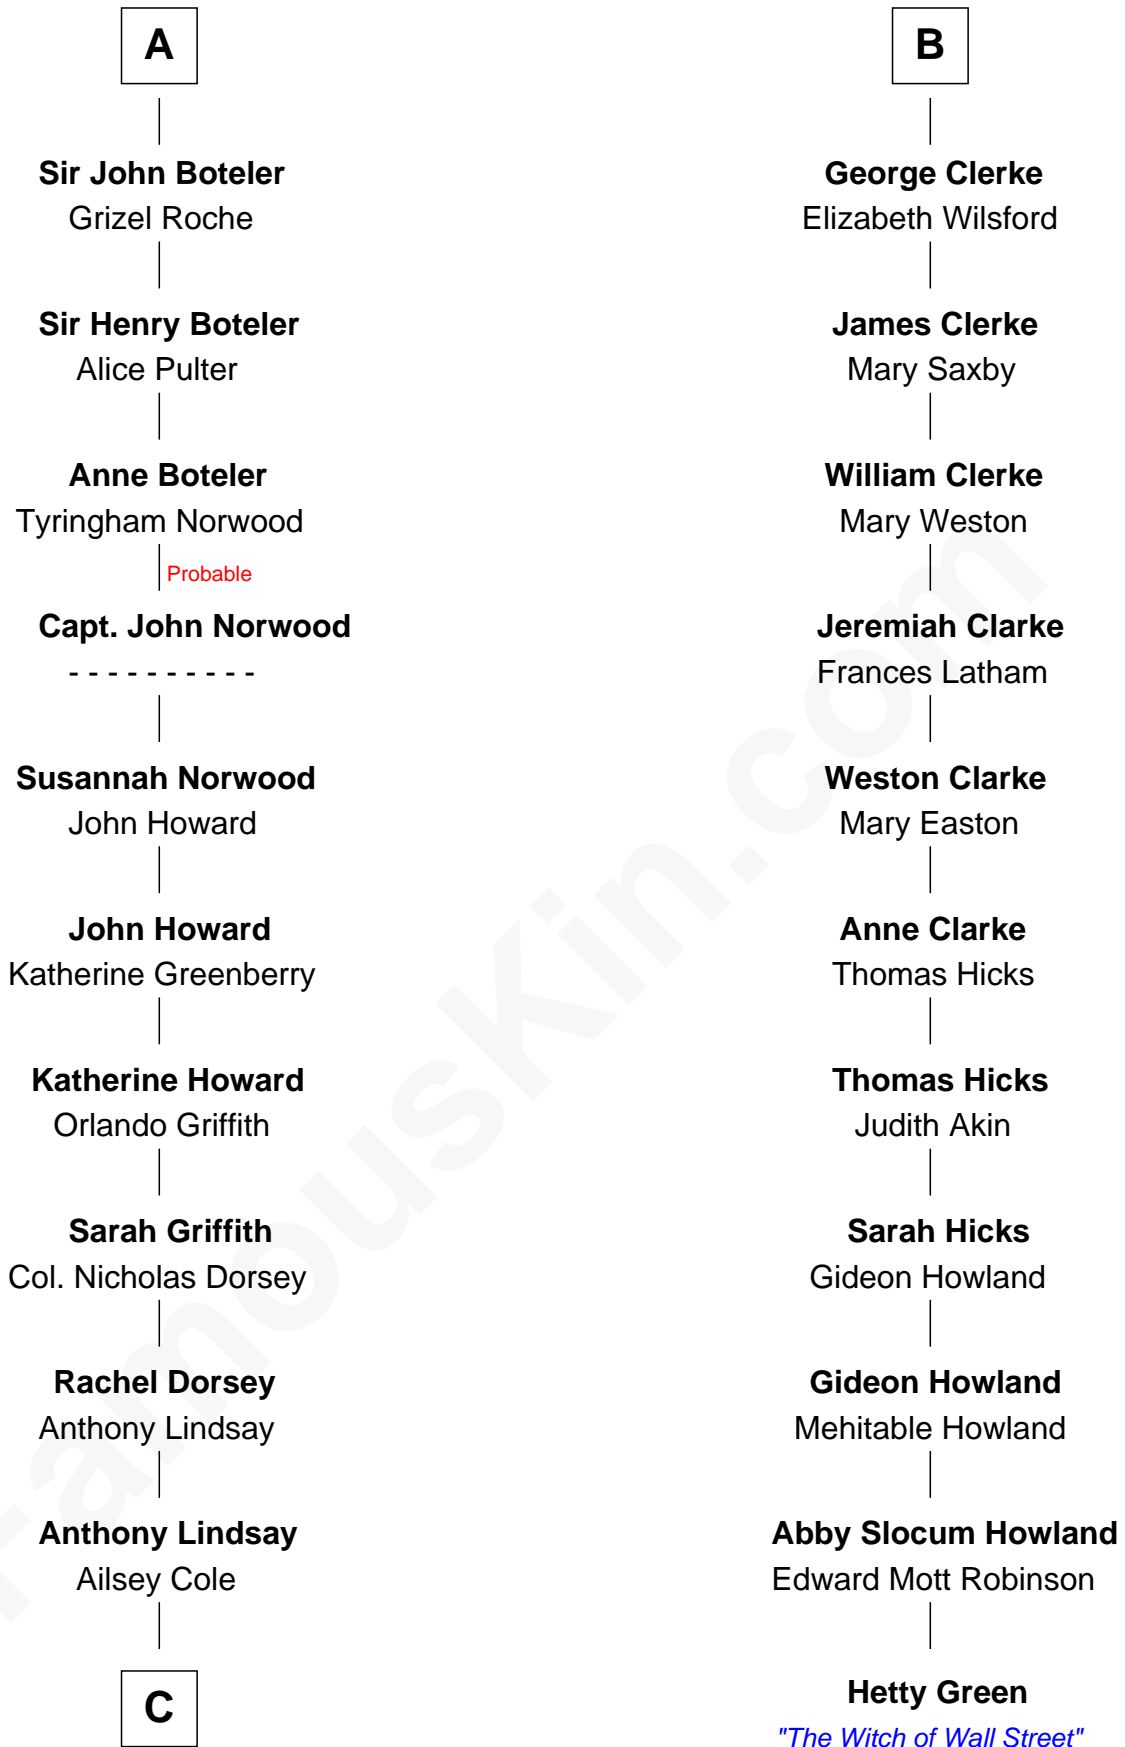 A
Sir John Boteler
Grizel Roche
Sir Henry Boteler
Alice Pulter
Anne Boteler
Tyringham Norwood
Probable
Capt. John Norwood
- - - - - - - - - -
Susannah Norwood
John Howard
John Howard
Katherine Greenberry
Katherine Howard
Orlando Griffith
Sarah Griffith
Col. Nicholas Dorsey
Rachel Dorsey
Anthony Lindsay
Anthony Lindsay
Ailsey Cole
C
B
George Clerke
Elizabeth Wilsford
James Clerke
Mary Saxby
William Clerke
Mary Weston
Jeremiah Clarke
Frances Latham
Weston Clarke
Mary Easton
Anne Clarke
Thomas Hicks
Thomas Hicks
Judith Akin
Sarah Hicks
Gideon Howland
Gideon Howland
Mehitable Howland
Abby Slocum Howland
Edward Mott Robinson
Hetty Green
"The Witch of Wall Street"
FamousKin.com